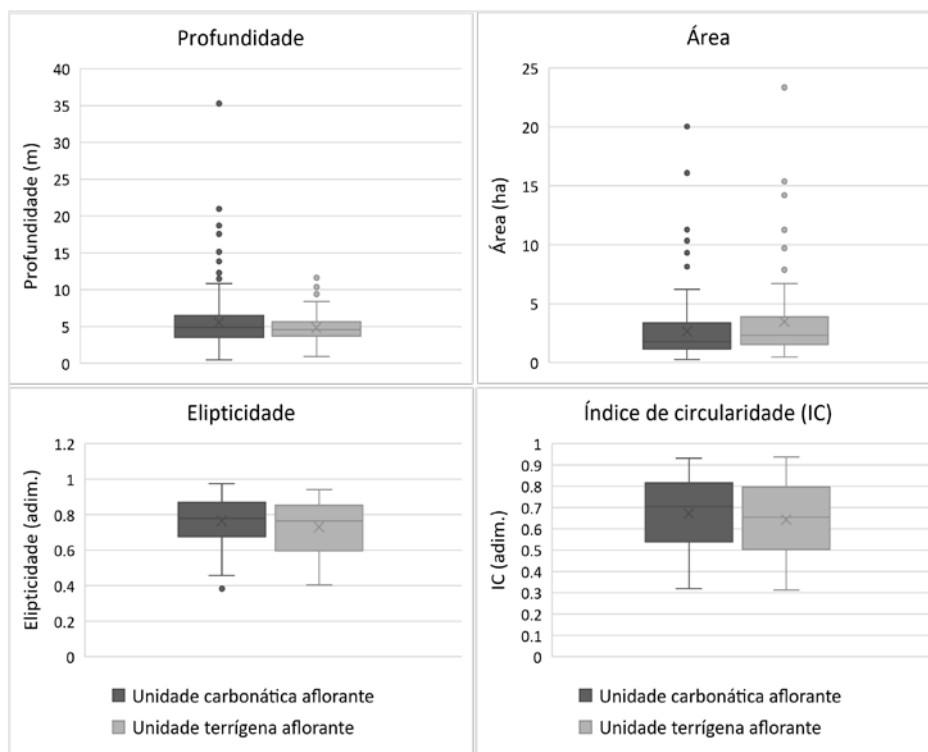 Profundidade
Profundidade (m)
40
35
30
25
20
15
10
5
0
Área
Área (ha)
25
20
15
10
5
0
Elipticidade
Elipticidade (adim.)
1.2
1
0.8
0.6
0.4
0.2
0
Unidade carbonática aflorante
Unidade terrígena aflorante
Índice de circularidade (IC)
IC (adim.)
1
0.9
0.8
0.7
0.6
0.5
0.4
0.3
0.2
0.1
0
Unidade carbonática aflorante
Unidade terrígena aflorante